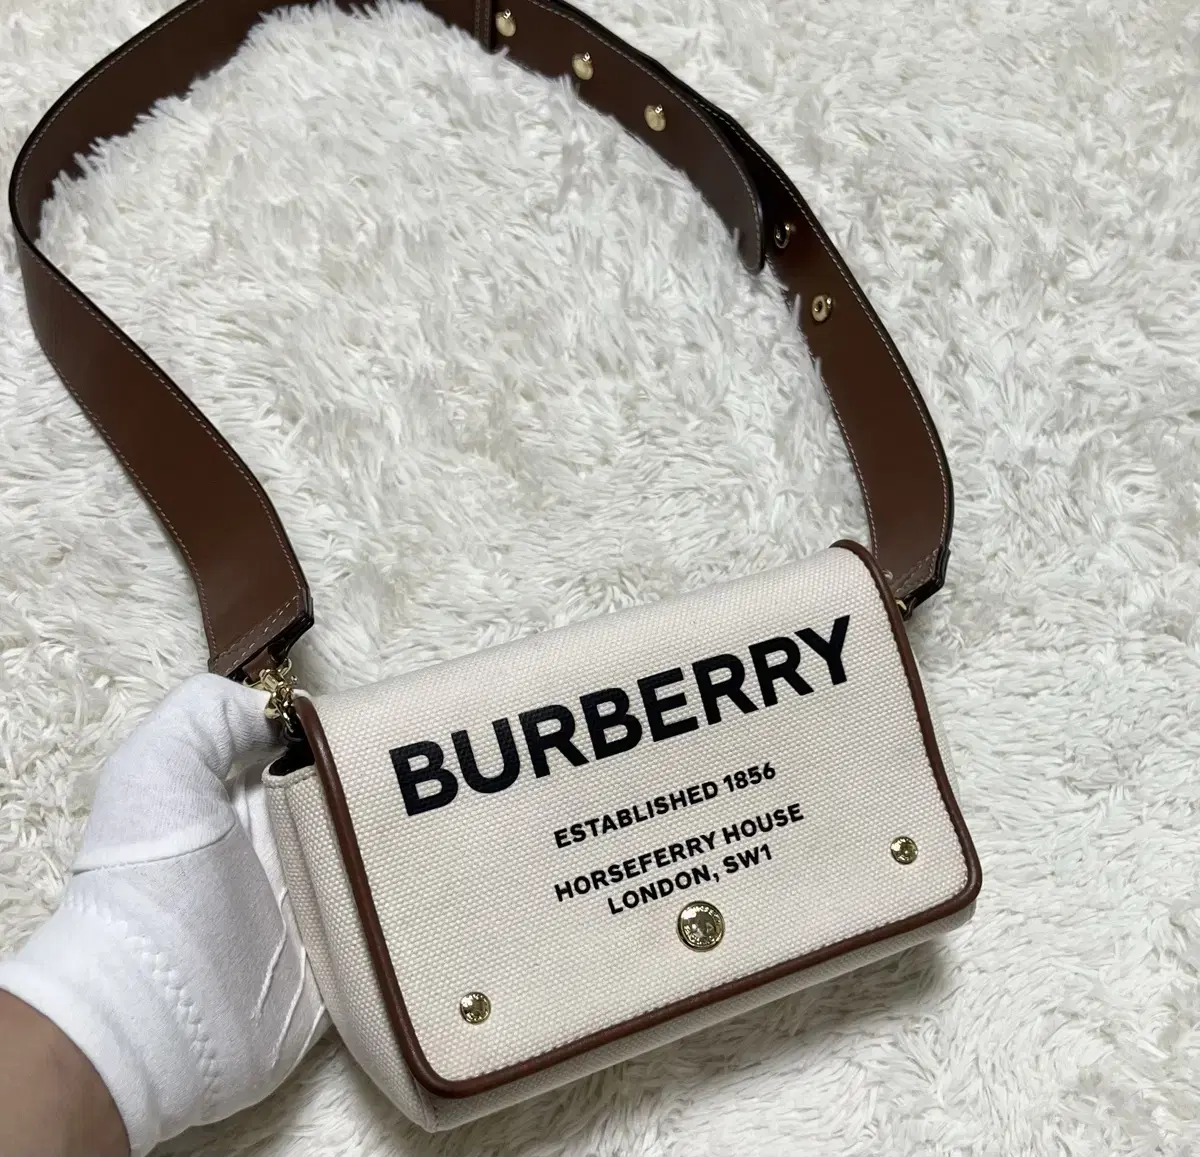 BURBERRY
ESTABLISHED 1856
HORSEFERRY HOUSE
LONDON, SW1